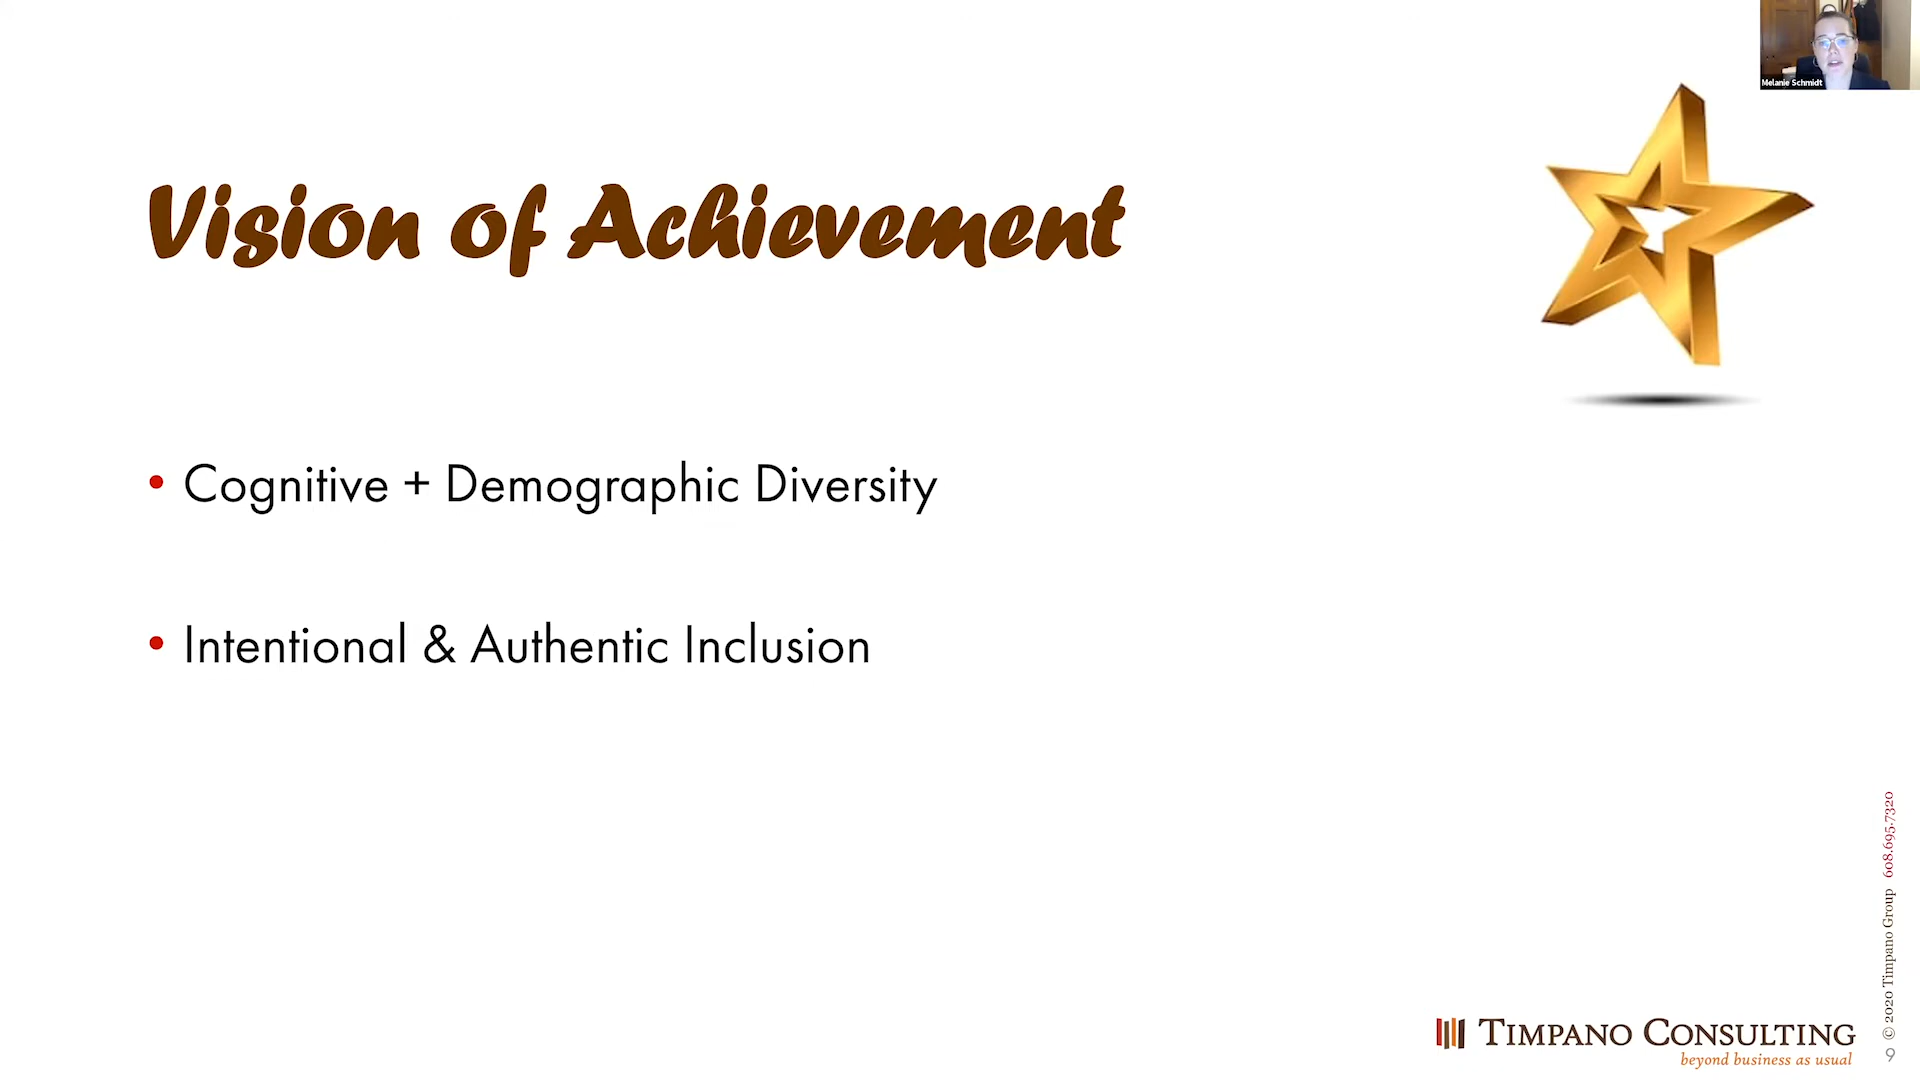 Melanie Schmidt
Vision of Achievement
• Cognitive + Demographic Diversity
• Intentional & Authentic Inclusion
© 2020 Timpano Group 608.695.7320
TIMPANO CONSULTING
beyond business as usual
9